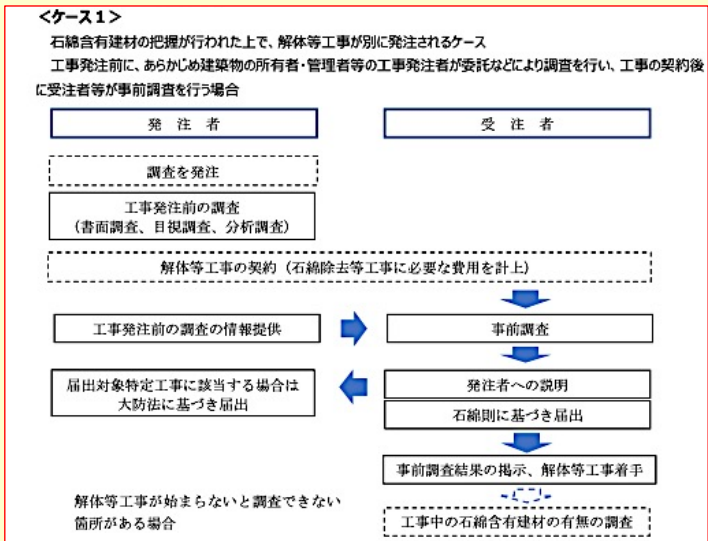 <ケース1>
石綿含有建材の把握が行われた上で、解体等工事が別に発注されるケース
工事発注前に、あらかじめ建築物の所有者・管理者等の工事発注者が委託などにより調査を行い、工事の契約後
に受注者等が事前調査を行う場合
発 注 者
受 注 者
調査を発注
工事発注前の調査
(書面調査、目視調査、分析調査)
解体等工事の契約(石綿除去等工事に必要な費用を計上)
工事発注前の調査の情報提供
事前調査
届出対象特定工事に該当する場合は
大防法に基づき届出
発注者への説明
石綿則に基づき届出
事前調査結果の掲示、解体等工事着手
解体等工事が始まらないと調査できない
箇所がある場合
工事中の石綿含有建材の有無の調査